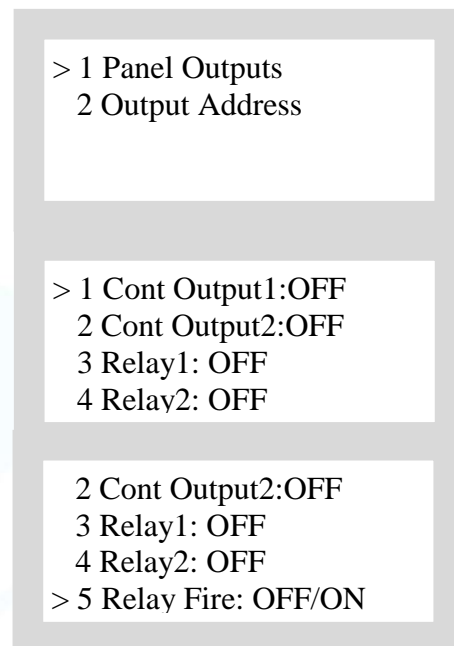 > 1 Panel Outputs
2 Output Address
> 1 Cont Output1:OFF
2 Cont Output2:OFF
3 Relay1: OFF
4 Relay2: OFF
2 Cont Output2:OFF
3 Relay1: OFF
4 Relay2: OFF
> 5 Relay Fire: OFF/ON